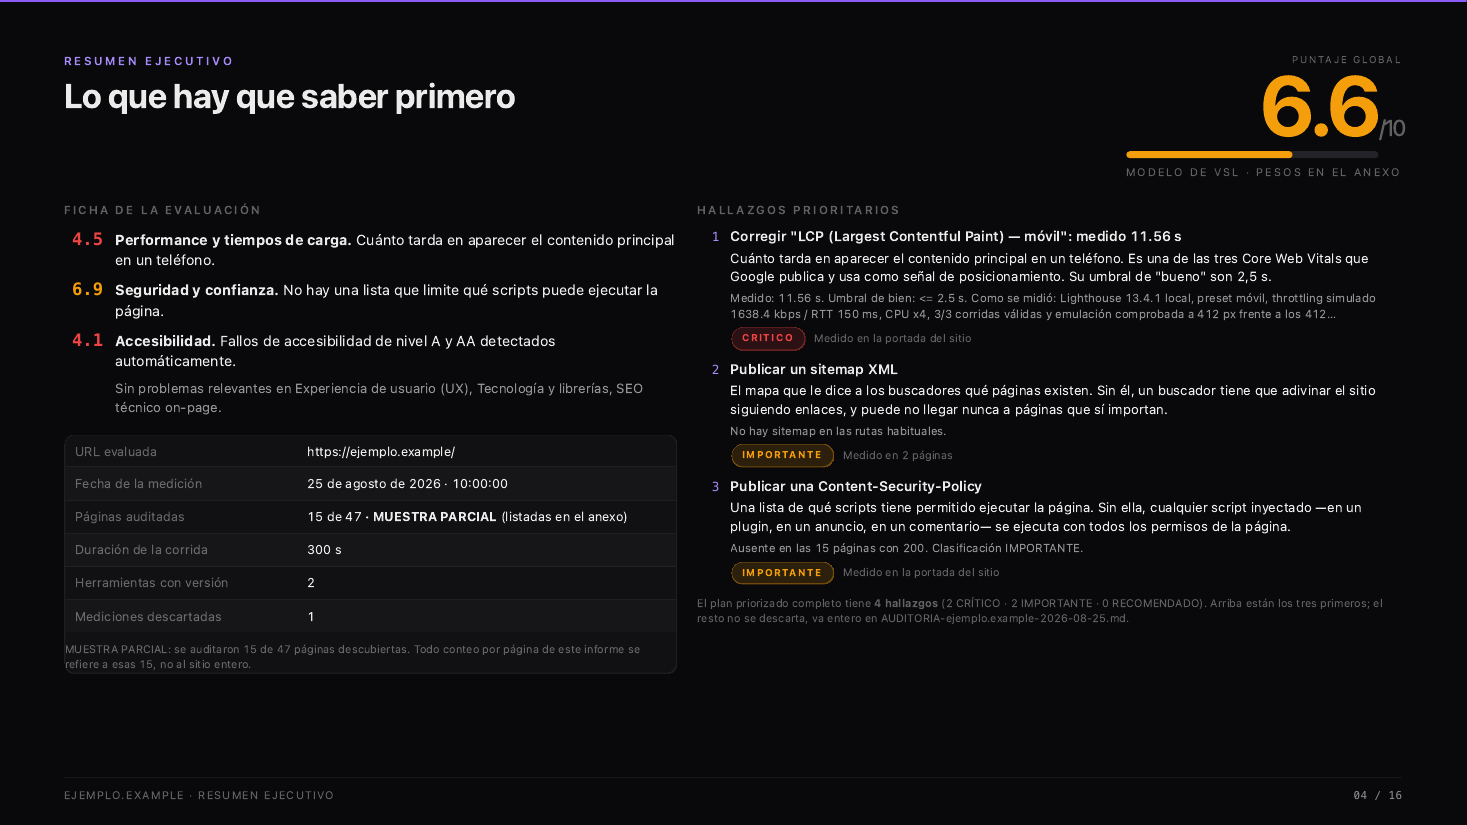 RESUMEN EJECUTIVO
Lo que hay que saber primero
PUNTAJE GLOBAL
6.6/10
MODELO DE VSL · PESOS EN EL ANEXO
FICHA DE LA EVALUACIÓN
4.5 Performance y tiempos de carga. Cuánto tarda en aparecer el contenido principal
en un teléfono.
6.9 Seguridad y confianza. No hay una lista que limite qué scripts puede ejecutar la
página.
4.1 Accesibilidad. Fallos de accesibilidad de nivel A y AA detectados
automáticamente.
Sin problemas relevantes en Experiencia de usuario (UX), Tecnología y librerías, SEO
técnico on-page.
URL evaluada https://ejemplo.example/
Fecha de la medición 25 de agosto de 2026 · 10:00:00
Páginas auditadas 15 de 47 · MUESTRA PARCIAL (listadas en el anexo)
Duración de la corrida 300 s
Herramientas con versión 2
Mediciones descartadas 1
MUESTRA PARCIAL: se auditaron 15 de 47 páginas descubiertas. Todo conteo por página de este informe se
refiere a esas 15, no al sitio entero.
HALLAZGOS PRIORITARIOS
1 Corregir "LCP (Largest Contentful Paint) — móvil": medido 11.56 s
Cuánto tarda en aparecer el contenido principal en un teléfono. Es una de las tres Core Web Vitals que
Google publica y usa como señal de posicionamiento. Su umbral de "bueno" son 2,5 s.
Medido: 11.56 s. Umbral de bien: <= 2.5 s. Como se midió: Lighthouse 13.4.1 local, preset móvil, throttling simulado
1638.4 kbps / RTT 150 ms, CPU x4, 3/3 corridas válidas y emulación comprobada a 412 px frente a los 412…
CRITICO Medido en la portada del sitio
2 Publicar un sitemap XML
El mapa que le dice a los buscadores qué páginas existen. Sin él, un buscador tiene que adivinar el sitio
siguiendo enlaces, y puede no llegar nunca a páginas que sí importan.
No hay sitemap en las rutas habituales.
IMPORTANTE Medido en 2 páginas
3 Publicar una Content-Security-Policy
Una lista de qué scripts tiene permitido ejecutar la página. Sin ella, cualquier script inyectado —en un
plugin, en un anuncio, en un comentario— se ejecuta con todos los permisos de la página.
Ausente en las 15 páginas con 200. Clasificación IMPORTANTE.
IMPORTANTE Medido en la portada del sitio
El plan priorizado completo tiene 4 hallazgos (2 CRÍTICO · 2 IMPORTANTE · 0 RECOMENDADO). Arriba están los tres primeros; el
resto no se descarta, va entero en AUDITORIA-ejemplo.example-2026-08-25.md.
EJEMPLO.EXAMPLE · RESUMEN EJECUTIVO
04 / 16